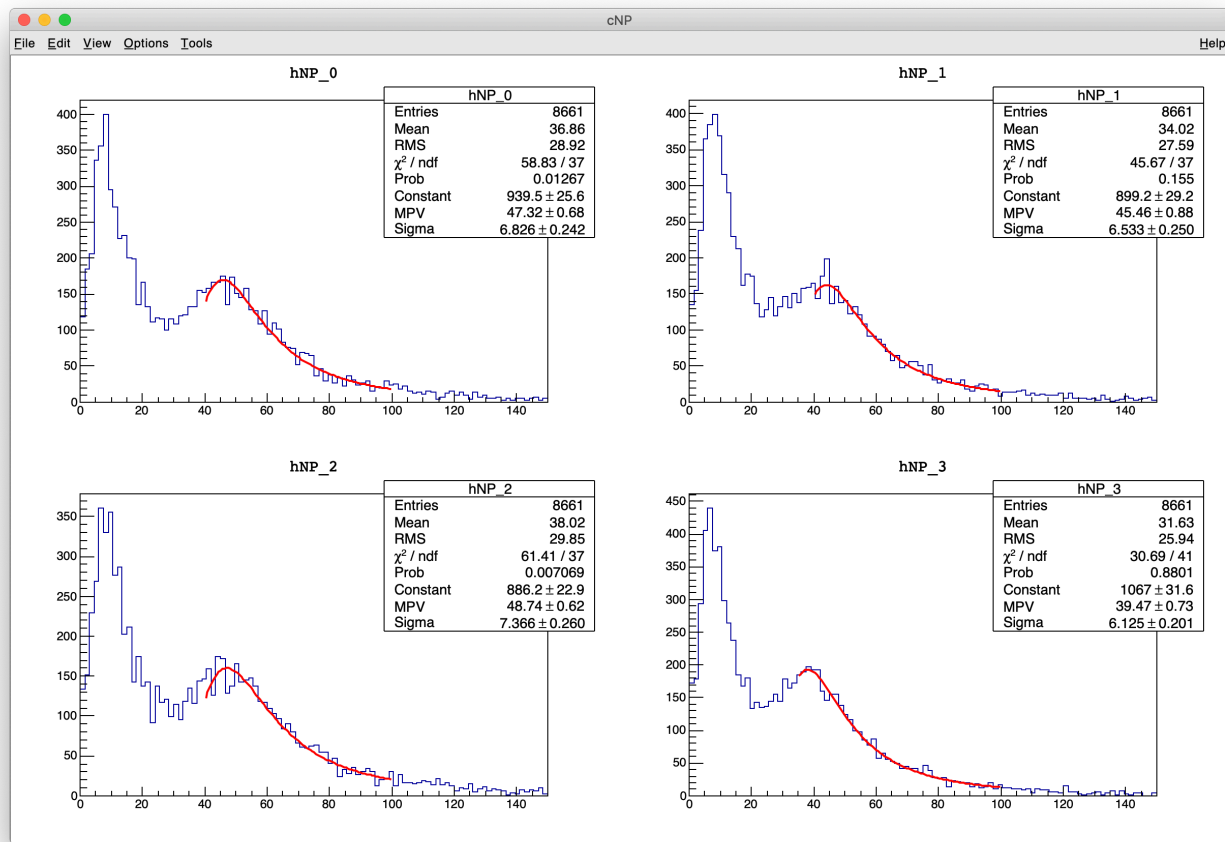 cNP
File Edit View Options Tools Help
hNP_0
hNP_0
Entries 8661
Mean 36.86
RMS 28.92
χ² / ndf 58.83 / 37
Prob 0.01267
Constant 939.5 ± 25.6
MPV 47.32 ± 0.68
Sigma 6.826 ± 0.242
400
350
300
250
200
150
100
50
0
0 20 40 60 80 100 120 140
hNP_1
hNP_1
Entries 8661
Mean 34.02
RMS 27.59
χ² / ndf 45.67 / 37
Prob 0.155
Constant 899.2 ± 29.2
MPV 45.46 ± 0.88
Sigma 6.533 ± 0.250
400
350
300
250
200
150
100
50
0
0 20 40 60 80 100 120 140
hNP_2
hNP_2
Entries 8661
Mean 38.02
RMS 29.85
χ² / ndf 61.41 / 37
Prob 0.007069
Constant 886.2 ± 22.9
MPV 48.74 ± 0.62
Sigma 7.366 ± 0.260
350
300
250
200
150
100
50
0
0 20 40 60 80 100 120 140
hNP_3
hNP_3
Entries 8661
Mean 31.63
RMS 25.94
χ² / ndf 30.69 / 41
Prob 0.8801
Constant 1067 ± 31.6
MPV 39.47 ± 0.73
Sigma 6.125 ± 0.201
450
400
350
300
250
200
150
100
50
0
0 20 40 60 80 100 120 140